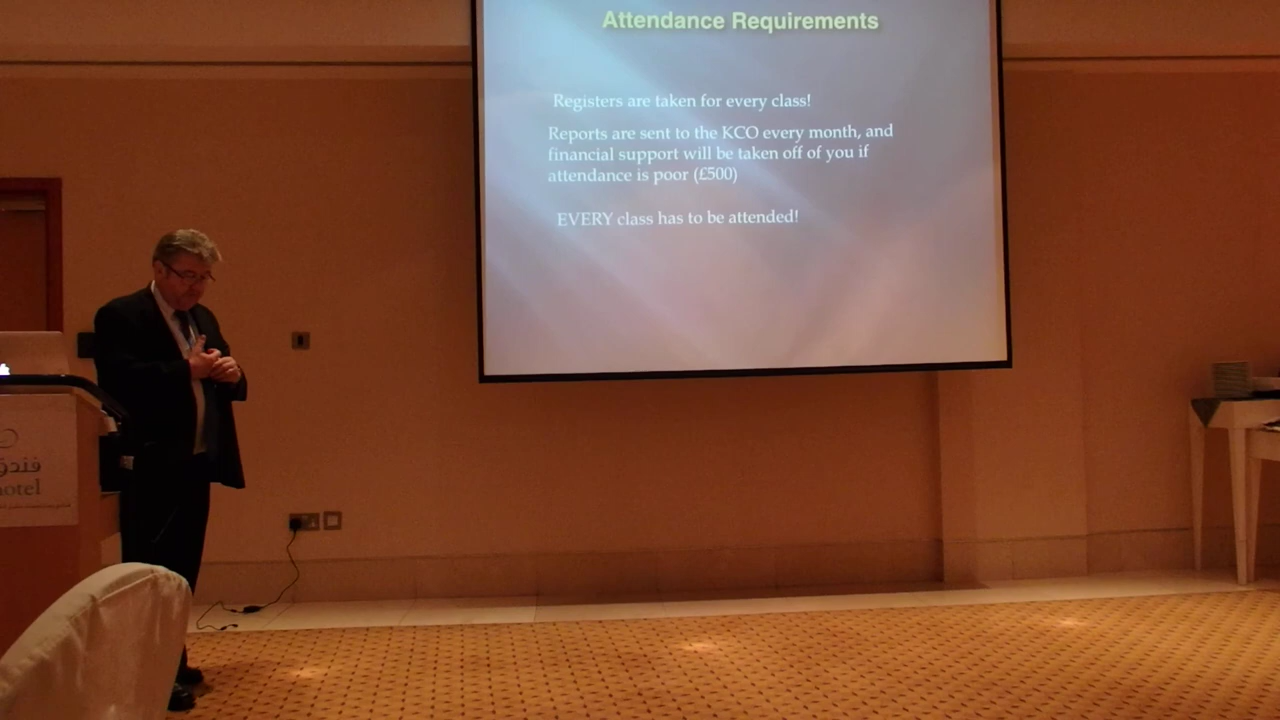 Attendance Requirements
Registers are taken for every class!
Reports are sent to the KCO every month, and
financial support will be taken off of you if
attendance is poor (£500)
EVERY class has to be attended!
فندق
hotel